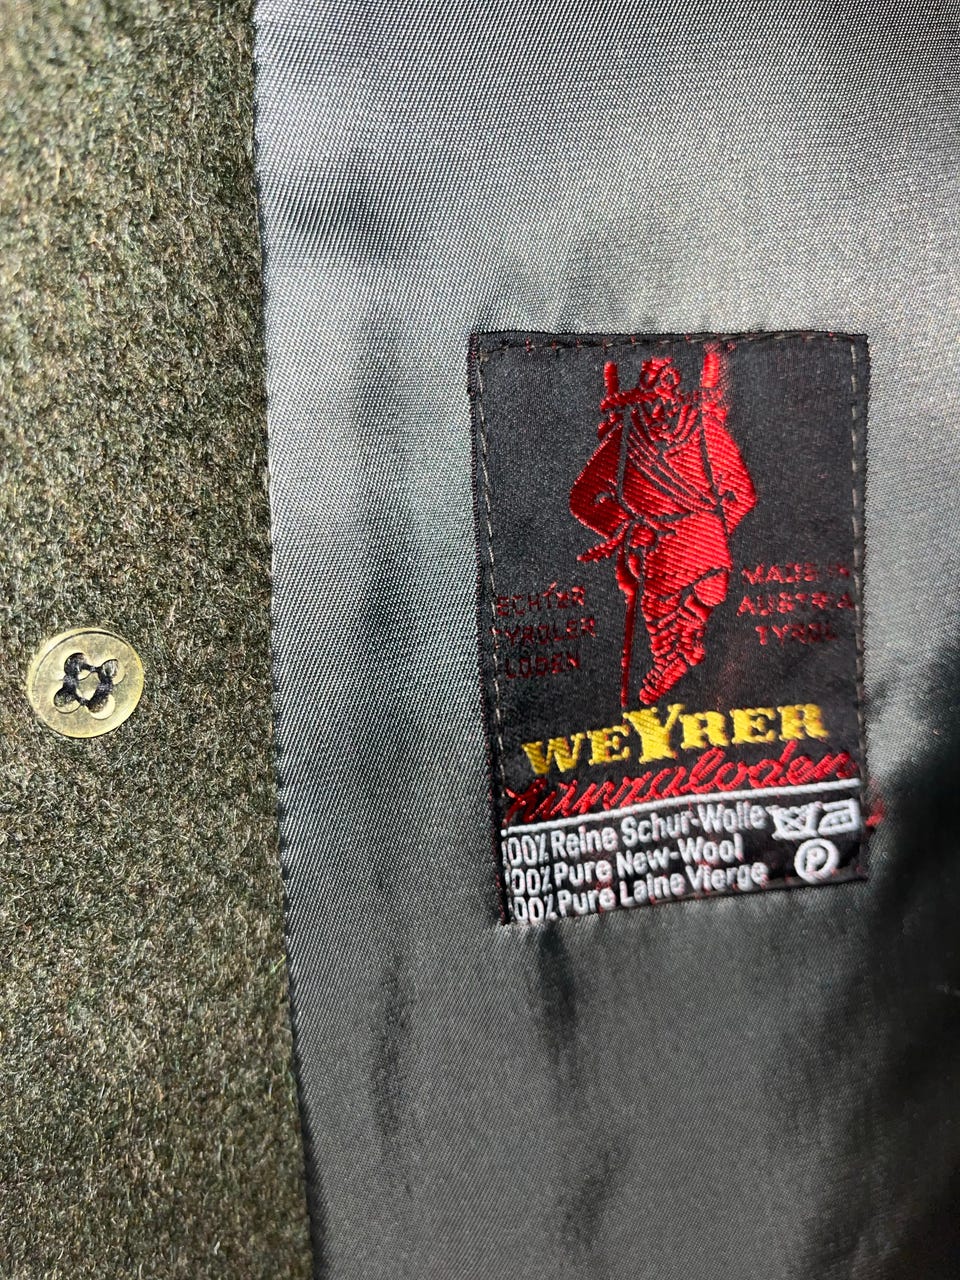 ECHTER
TYROLER
LODEN
MADE IN
AUSTRIA
TYROL
WEYRER
100% Reine Schur-Wolle
100% Pure New-Wool
100% Pure Laine Vierge
P